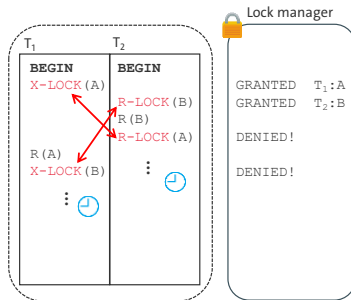 Lock manager
T₁ T₂
BEGIN BEGIN
X-LOCK(A) GRANTED T₁:A
R-LOCK(B) GRANTED T₂:B
R(B)
R-LOCK(A) DENIED!
R(A)
X-LOCK(B) DENIED!
⋮ ⋮